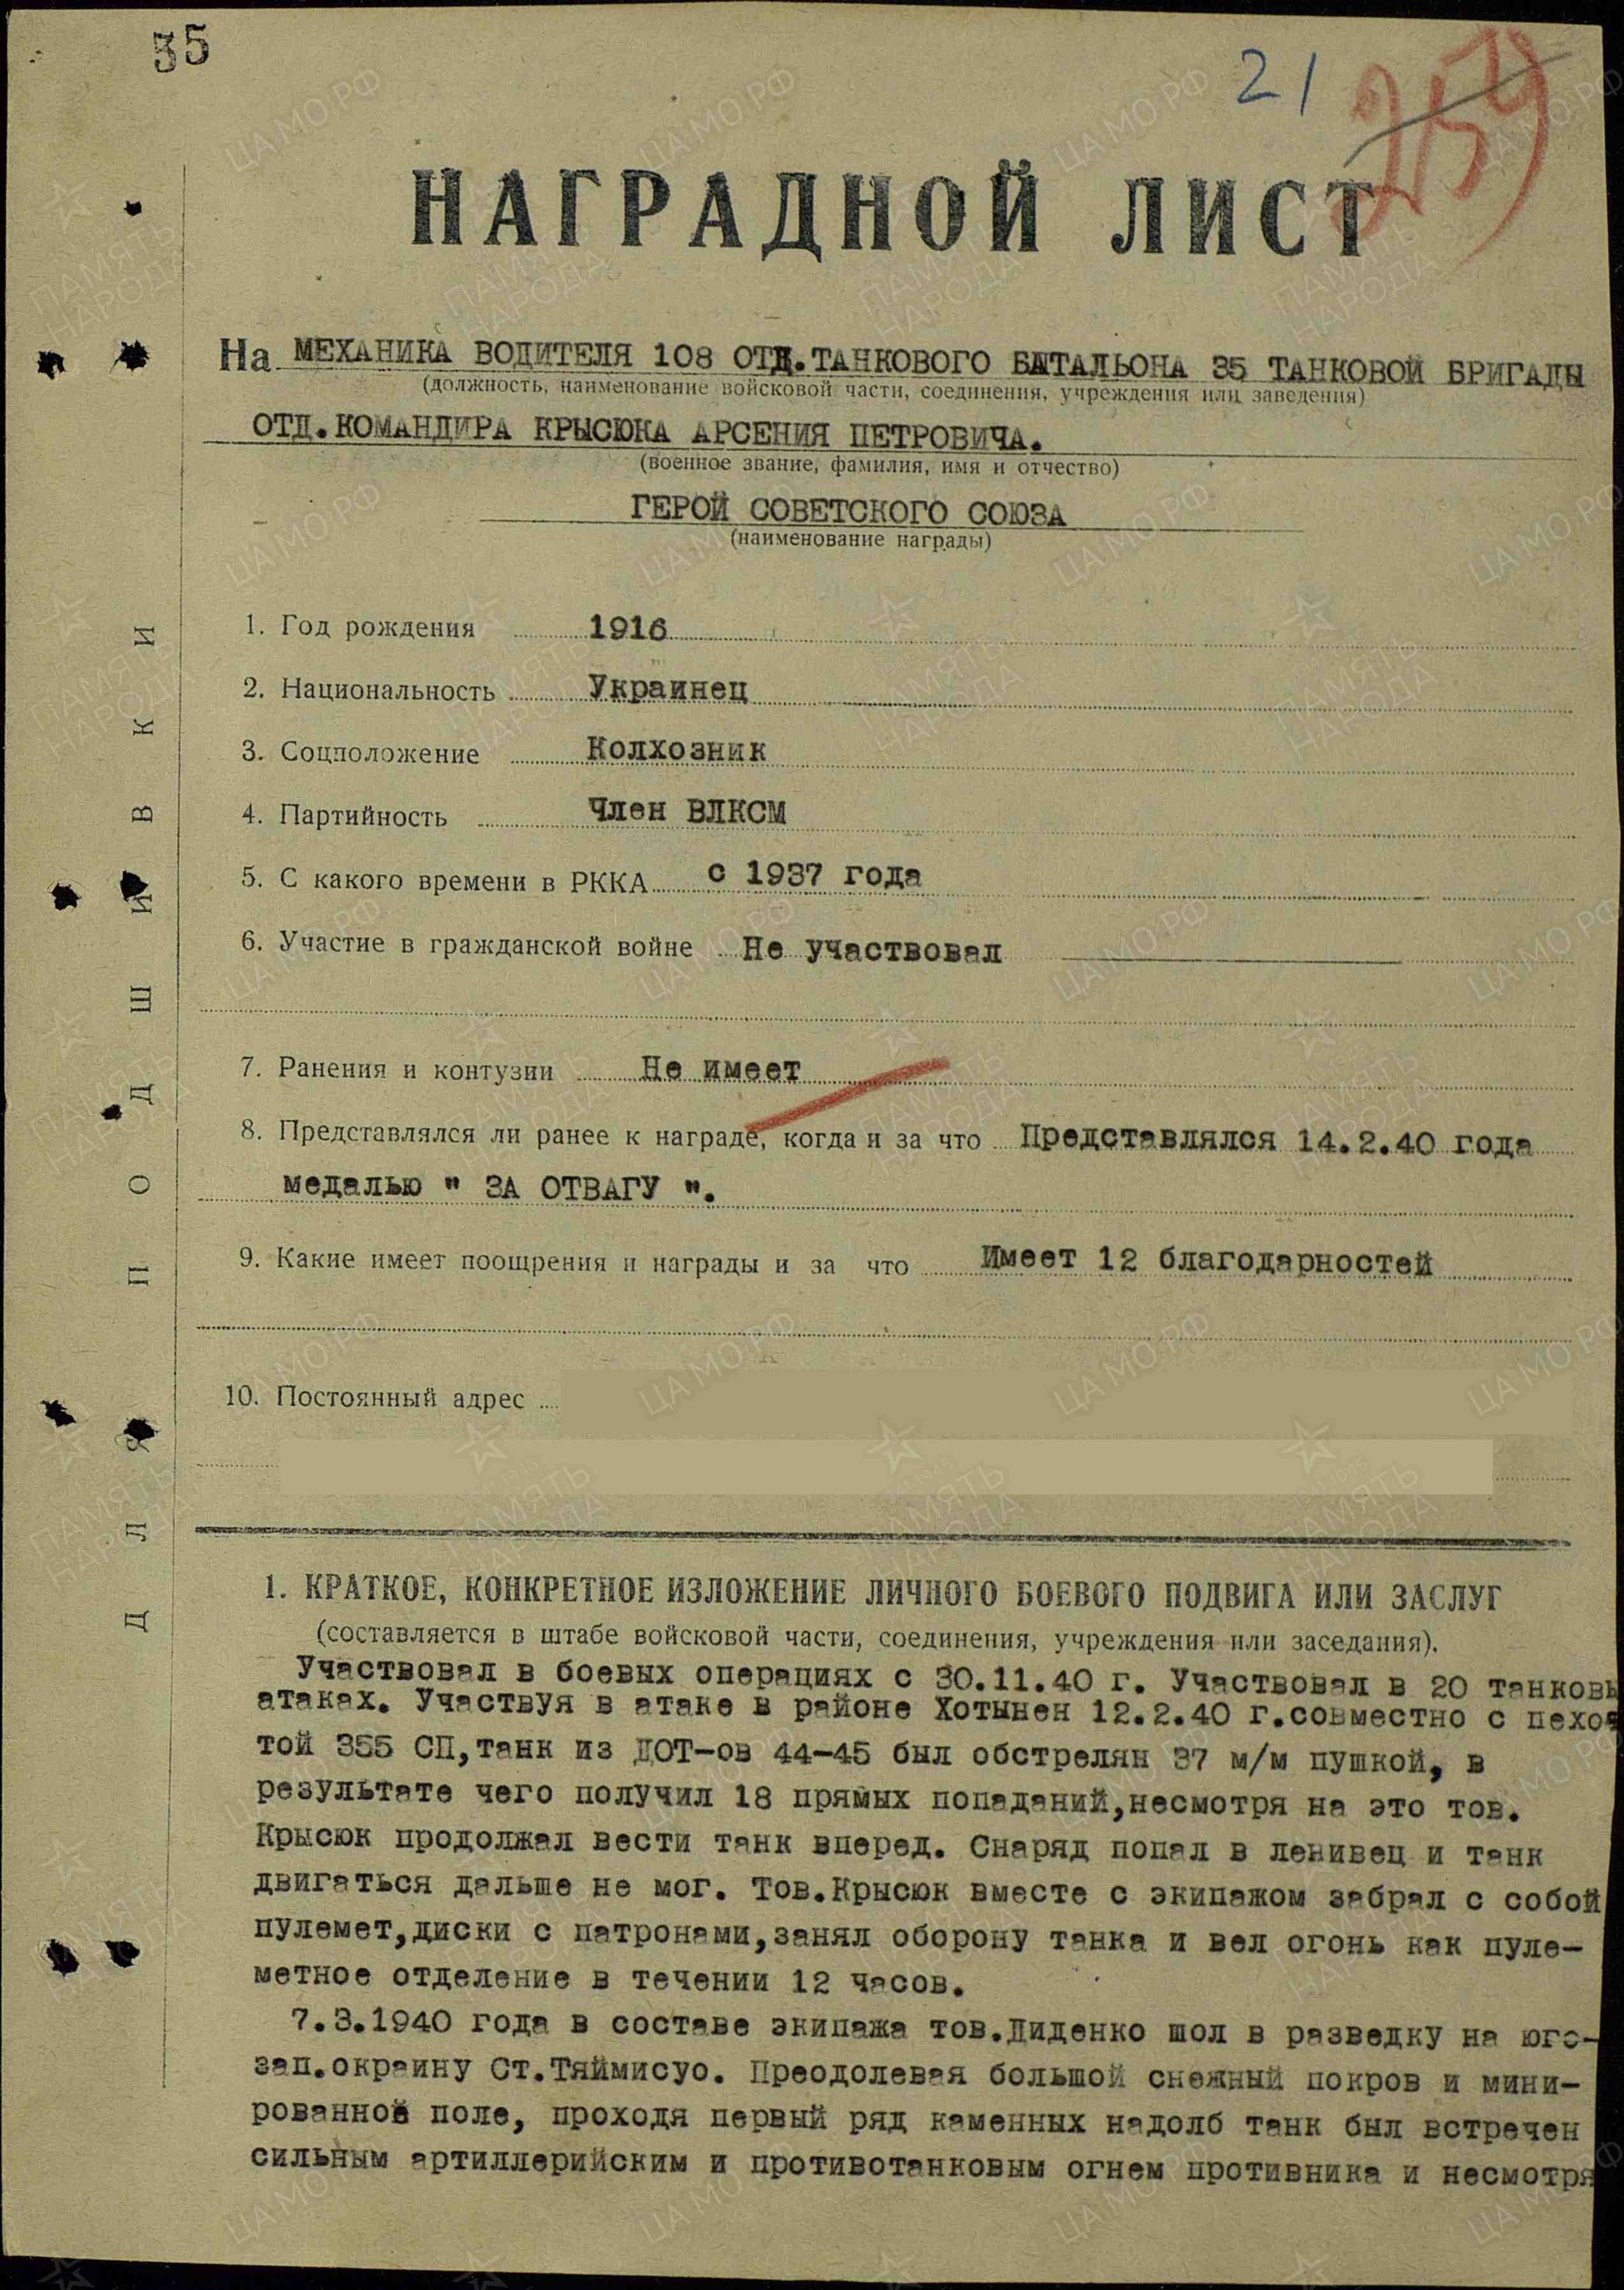 35
21
259
НАГРАДНОЙ ЛИСТ
На МЕХАНИКА ВОДИТЕЛЯ 108 ОТД.ТАНКОВОГО БАТАЛЬОНА 35 ТАНКОВОЙ БРИГАДЫ
(должность, наименование войсковой части, соединения, учреждения или заведения)
ОТД.КОМАНДИРА КРЫСЮКА АРСЕНИЯ ПЕТРОВИЧА.
(военное звание, фамилия, имя и отчество)
ГЕРОЙ СОВЕТСКОГО СОЮЗА
(наименование награды)
1. Год рождения 1916
2. Национальность Украинец
3. Соцположение Колхозник
4. Партийность Член ВЛКСМ
5. С какого времени в РККА с 1937 года
6. Участие в гражданской войне Не участвовал
7. Ранения и контузии Не имеет
8. Представлялся ли ранее к награде, когда и за что Представлялся 14.2.40 года
медалью " ЗА ОТВАГУ ".
9. Какие имеет поощрения и награды и за что Имеет 12 благодарностей
10. Постоянный адрес
1. КРАТКОЕ, КОНКРЕТНОЕ ИЗЛОЖЕНИЕ ЛИЧНОГО БОЕВОГО ПОДВИГА ИЛИ ЗАСЛУГ
(составляется в штабе войсковой части, соединения, учреждения или заседания).
Участвовал в боевых операциях с 30.11.40 г. Участвовал в 20 танковы
атаках. Участвуя в атаке в районе Хотынен 12.2.40 г.совместно с пехо
той 355 СП,танк из ДОТ-ов 44-45 был обстрелян 37 м/м пушкой, в
результате чего получил 18 прямых попаданий,несмотря на это тов.
Крысюк продолжал вести танк вперед. Снаряд попал в ленивец и танк
двигаться дальше не мог. Тов.Крысюк вместе с экипажом забрал с собой
пулемет,диски с патронами,занял оборону танка и вел огонь как пуле-
метное отделение в течении 12 часов.
7.3.1940 года в составе экипажа тов.Диденко шол в разведку на юго-
зап.окраину Ст.Тяймисуо. Преодолевая большой снежный покров и мини-
рованное поле, проходя первый ряд каменных надолб танк был встречен
сильным артиллерийским и противотанковым огнем противника и несмотря
ДЛЯ ПОДШИВКИ
ЦАМО РФ
ПАМЯТЬ НАРОДА